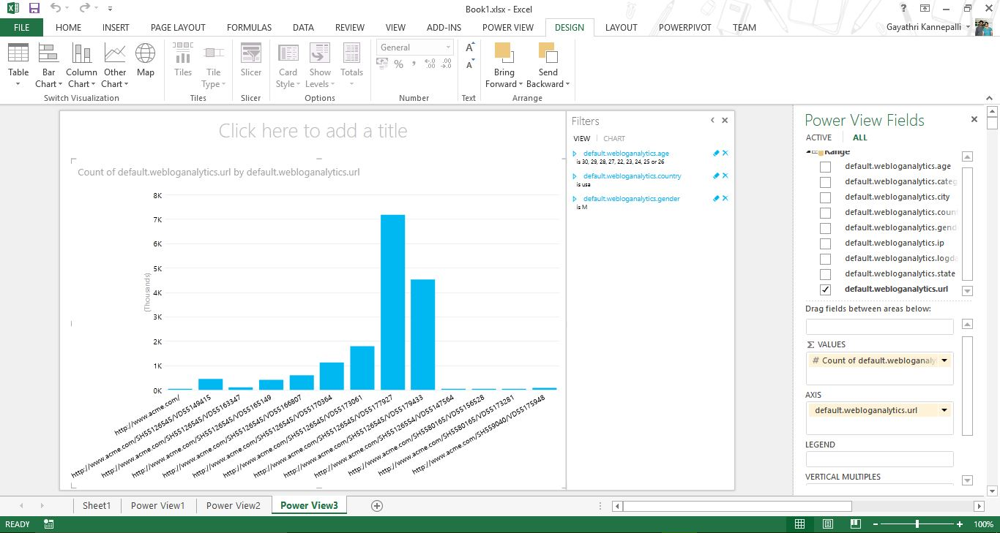 Book1.xlsx - Excel
?
FILE HOME INSERT PAGE LAYOUT FORMULAS DATA REVIEW VIEW ADD-INS POWER VIEW DESIGN LAYOUT POWERPIVOT TEAM Gayathri Kannepalli
Table
Bar Chart
Column Chart
Other Chart
Map
Switch Visualization
Tiles
Tile Type
Tiles
Slicer
Slicer
Card Style
Show Levels
Totals
Options
General
% , ←.0 .00 .00 →.0
Number
A
A
Text
Bring Forward
Send Backward
Arrange
Click here to add a title
Count of default.webloganalytics.url by default.webloganalytics.url
(Thousands)
8K
7K
6K
5K
4K
3K
2K
1K
0K
http://www.acme.com/
http://www.acme.com/SH55126545/VD55149415
http://www.acme.com/SH55126545/VD55163347
http://www.acme.com/SH55126545/VD55165149
http://www.acme.com/SH55126545/VD55166807
http://www.acme.com/SH55126545/VD55170364
http://www.acme.com/SH55126545/VD55173061
http://www.acme.com/SH55126545/VD55177927
http://www.acme.com/SH55126545/VD55179433
http://www.acme.com/SH55126554/VD55147564
http://www.acme.com/SH5580165/VD55156528
http://www.acme.com/SH5580165/VD55173281
http://www.acme.com/SH559040/VD55175948
Filters
VIEW CHART
default.webloganalytics.age
is 30, 29, 28, 27, 22, 23, 24, 25 or 26
default.webloganalytics.country
is usa
default.webloganalytics.gender
is M
Power View Fields
ACTIVE ALL
Range
default.webloganalytics.age
default.webloganalytics.categ
default.webloganalytics.city
default.webloganalytics.coun
default.webloganalytics.gend
default.webloganalytics.ip
default.webloganalytics.logda
default.webloganalytics.state
default.webloganalytics.url
Drag fields between areas below:
Σ VALUES
# Count of default.webloganaly
AXIS
default.webloganalytics.url
LEGEND
VERTICAL MULTIPLES
Sheet1 Power View1 Power View2 Power View3
READY
100%